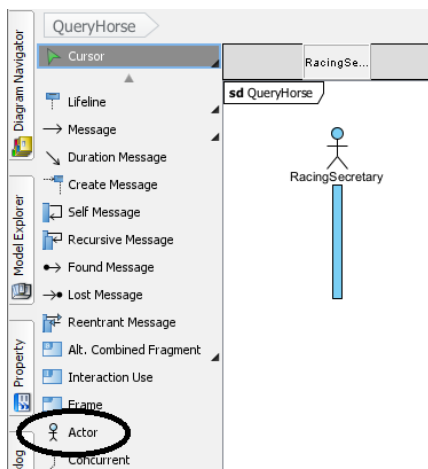 QueryHorse
Cursor
Lifeline
Message
Duration Message
Create Message
Self Message
Recursive Message
Found Message
Lost Message
Reentrant Message
Alt. Combined Fragment
Interaction Use
Frame
Actor
Concurrent
Diagram Navigator
Model Explorer
Property
RacingSe...
sd QueryHorse
RacingSecretary